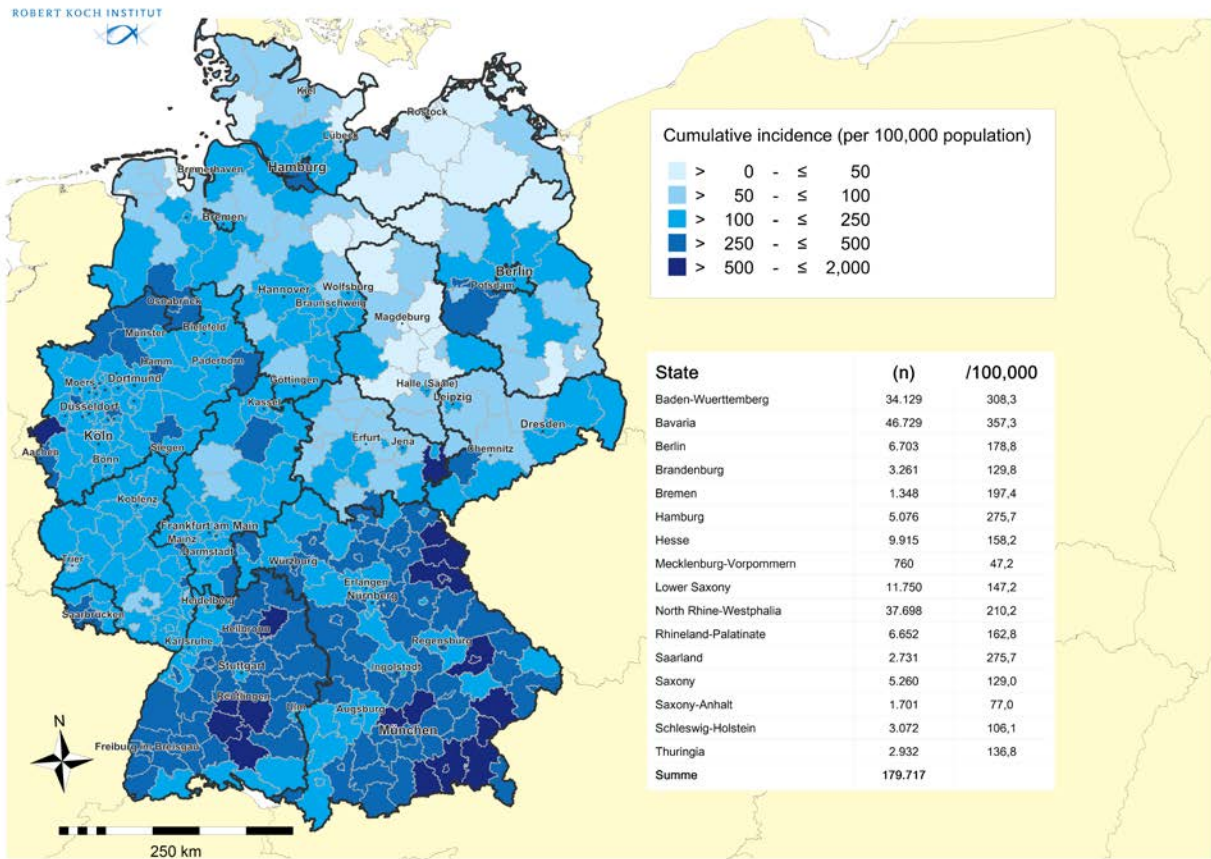 ROBERT KOCH INSTITUT
Kiel
Rostock
Lübeck
Bremerhaven
Hamburg
Bremen
Berlin
Potsdam
Wolfsburg
Hannover
Braunschweig
Osnabrück
Magdeburg
Münster
Bielefeld
Hamm
Paderborn
Göttingen
Halle (Saale)
Moers
Dortmund
Leipzig
Kassel
Düsseldorf
Dresden
Köln
Erfurt
Jena
Chemnitz
Aachen
Siegen
Bonn
Koblenz
Frankfurt am Main
Mainz
Darmstadt
Würzburg
Trier
Erlangen
Nürnberg
Heidelberg
Saarbrücken
Heilbronn
Karlsruhe
Regensburg
Stuttgart
Ingolstadt
Reutlingen
Ulm
Augsburg
München
Freiburg im Breisgau
N
250 km
Cumulative incidence (per 100,000 population)
> 0 - ≤ 50
> 50 - ≤ 100
> 100 - ≤ 250
> 250 - ≤ 500
> 500 - ≤ 2,000
State (n) /100,000
Baden-Wuerttemberg 34.129 308,3
Bavaria 46.729 357,3
Berlin 6.703 178,8
Brandenburg 3.261 129,8
Bremen 1.348 197,4
Hamburg 5.076 275,7
Hesse 9.915 158,2
Mecklenburg-Vorpommern 760 47,2
Lower Saxony 11.750 147,2
North Rhine-Westphalia 37.698 210,2
Rhineland-Palatinate 6.652 162,8
Saarland 2.731 275,7
Saxony 5.260 129,0
Saxony-Anhalt 1.701 77,0
Schleswig-Holstein 3.072 106,1
Thuringia 2.932 136,8
Summe 179.717